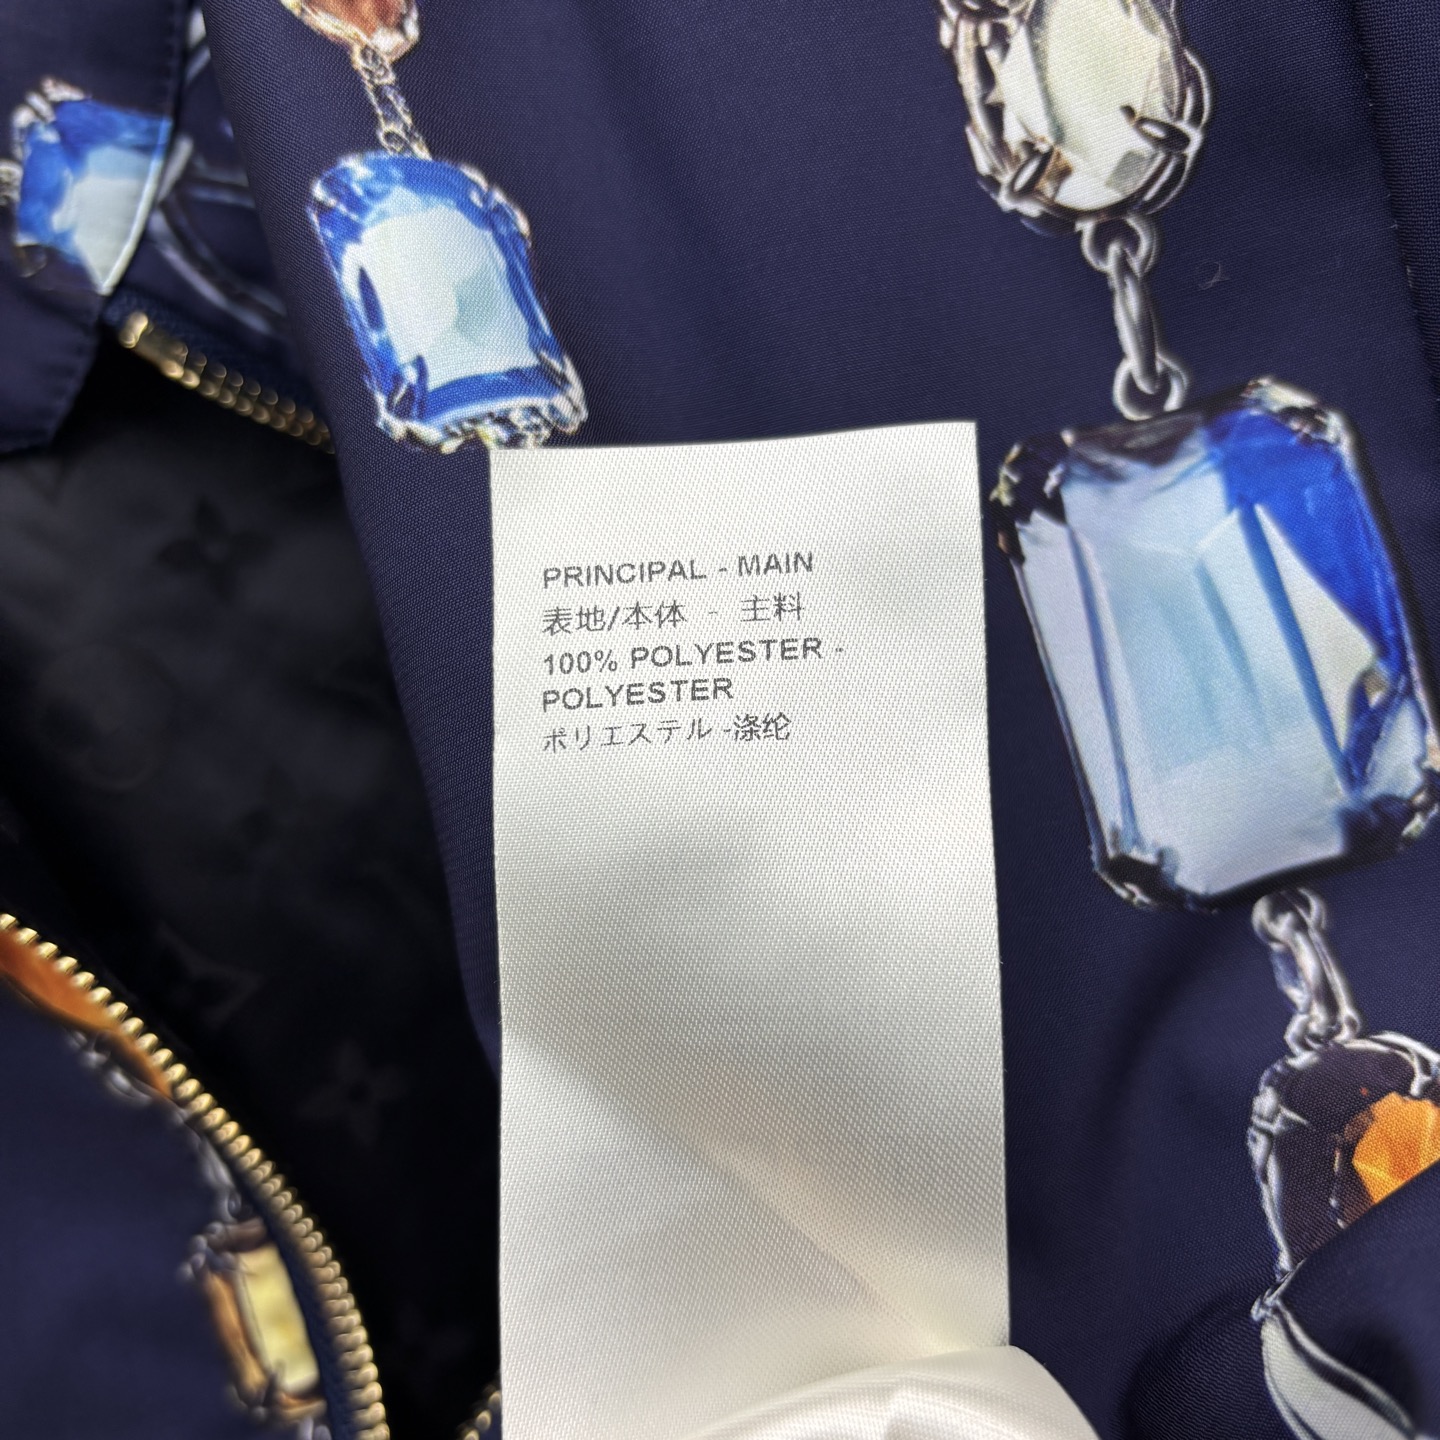 PRINCIPAL - MAIN
表地/本体 - 主料
100% POLYESTER -
POLYESTER
ポリエステル -涤纶